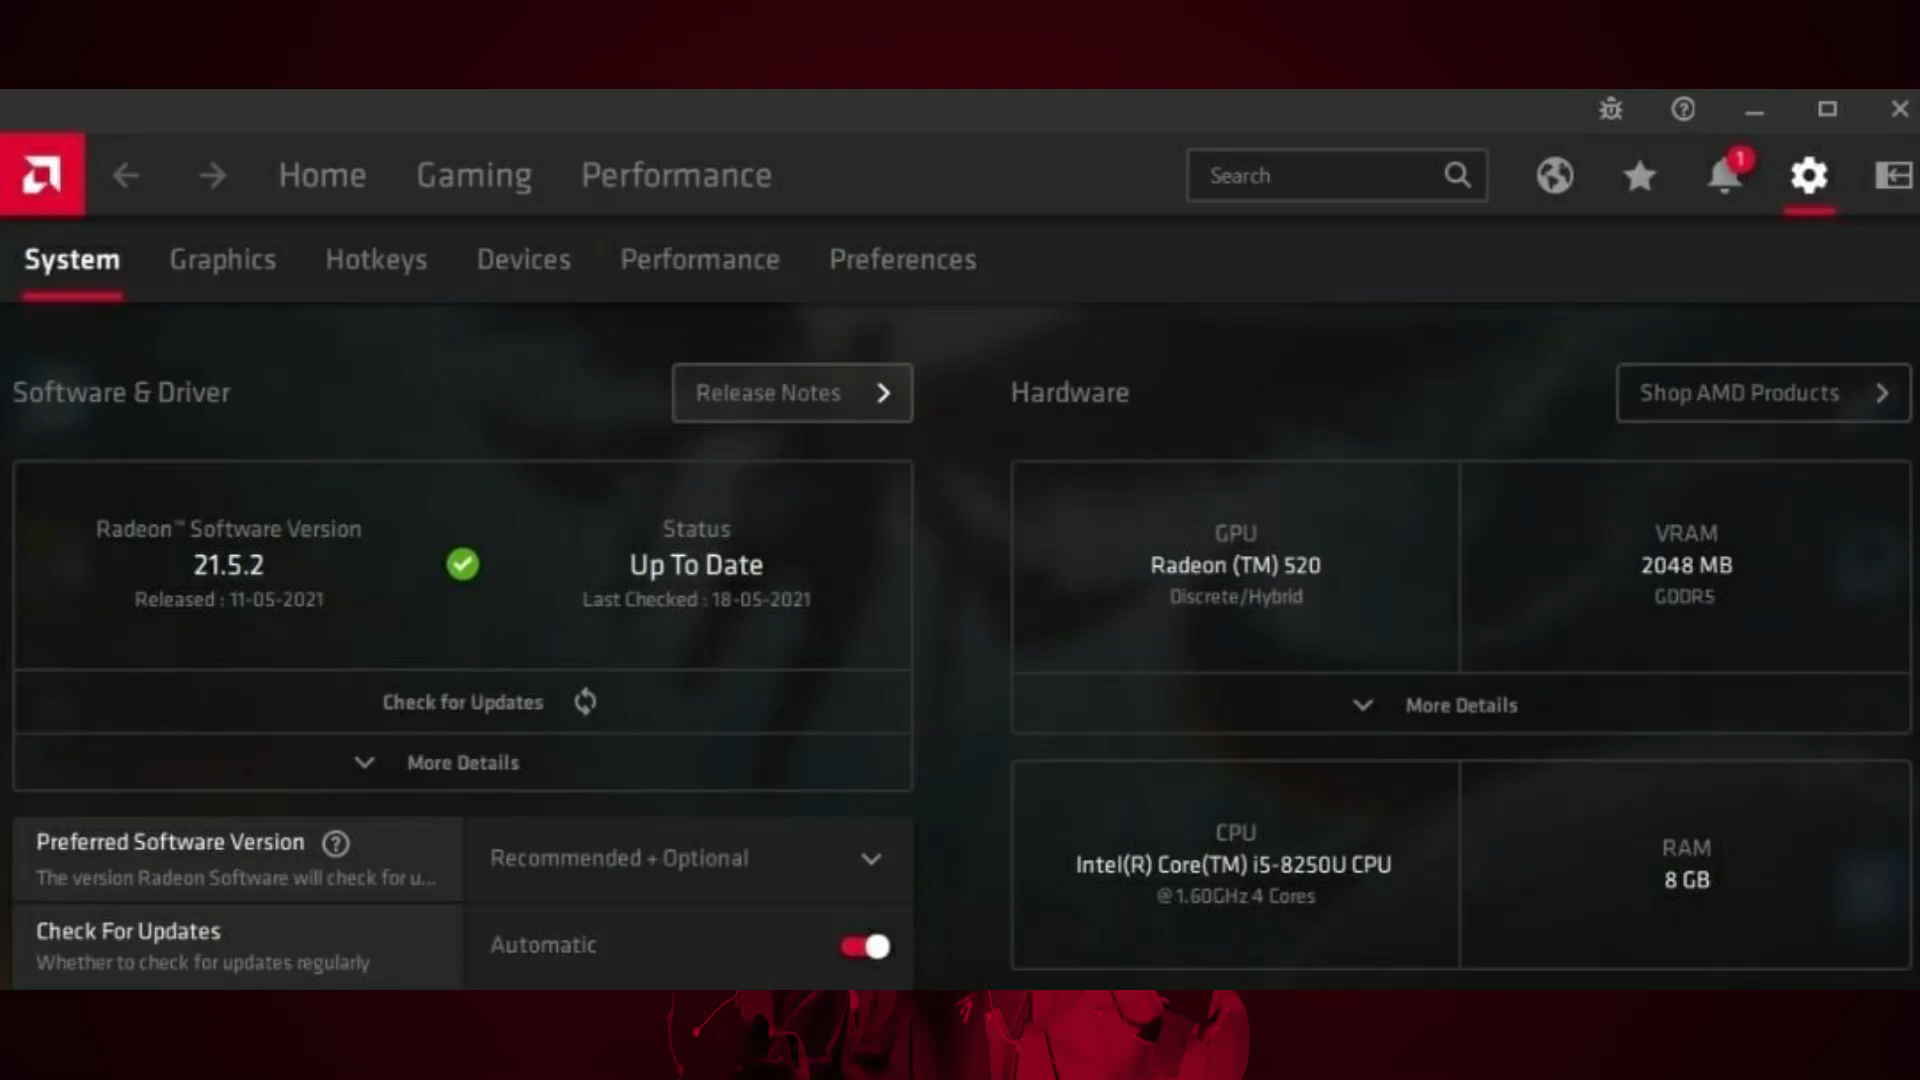 1
Home Gaming Performance Search
System Graphics Hotkeys Devices Performance Preferences
Software & Driver
Release Notes
Radeon™ Software Version
21.5.2
Released : 11-05-2021
Status
Up To Date
Last Checked : 18-05-2021
Check for Updates
More Details
Preferred Software Version
The version Radeon Software will check for u...
Recommended + Optional
Check For Updates
Whether to check for updates regularly
Automatic
Hardware
Shop AMD Products
GPU
Radeon (TM) 520
Discrete/Hybrid
VRAM
2048 MB
GDDR5
More Details
CPU
Intel(R) Core(TM) i5-8250U CPU
@ 1.60GHz 4 Cores
RAM
8 GB